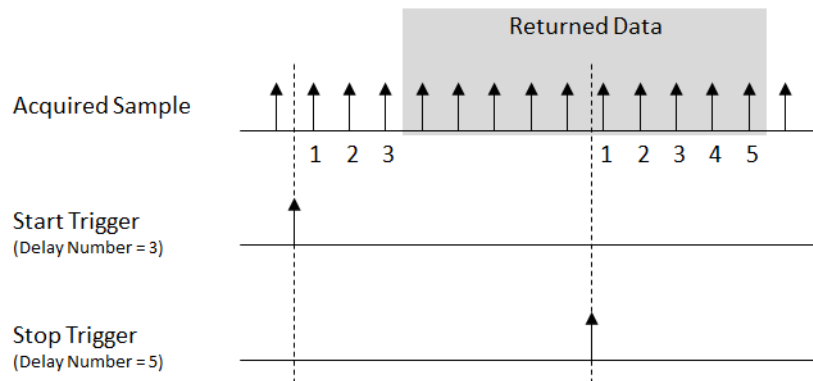 Returned Data
Acquired Sample
1 2 3 1 2 3 4 5
Start Trigger
(Delay Number = 3)
Stop Trigger
(Delay Number = 5)